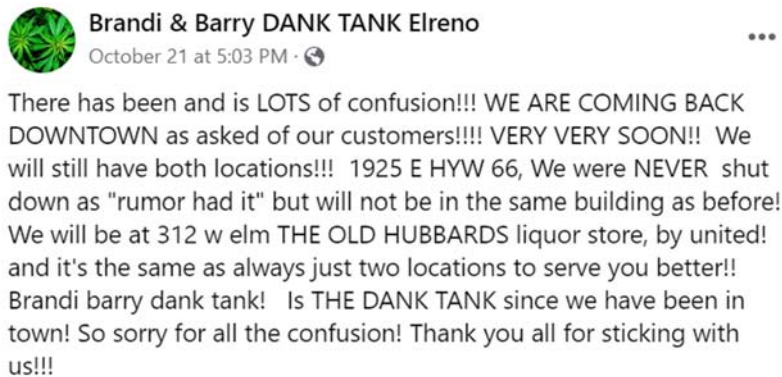 Brandi & Barry DANK TANK Elreno
October 21 at 5:03 PM ·
There has been and is LOTS of confusion!!! WE ARE COMING BACK
DOWNTOWN as asked of our customers!!!! VERY VERY SOON!! We
will still have both locations!!! 1925 E HYW 66, We were NEVER shut
down as "rumor had it" but will not be in the same building as before!
We will be at 312 w elm THE OLD HUBBARDS liquor store, by united!
and it's the same as always just two locations to serve you better!!
Brandi barry dank tank! Is THE DANK TANK since we have been in
town! So sorry for all the confusion! Thank you all for sticking with
us!!!